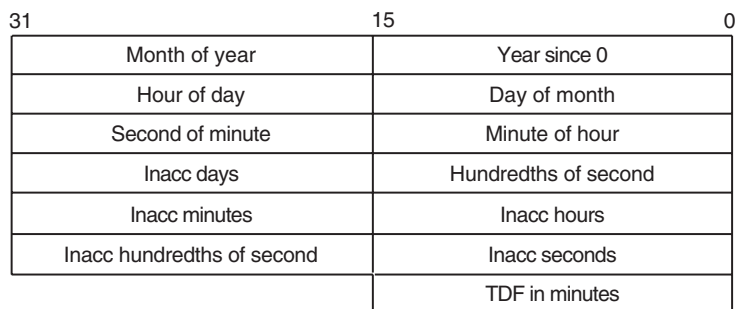 31 15 0
Month of year Year since 0
Hour of day Day of month
Second of minute Minute of hour
Inacc days Hundredths of second
Inacc minutes Inacc hours
Inacc hundredths of second Inacc seconds
TDF in minutes